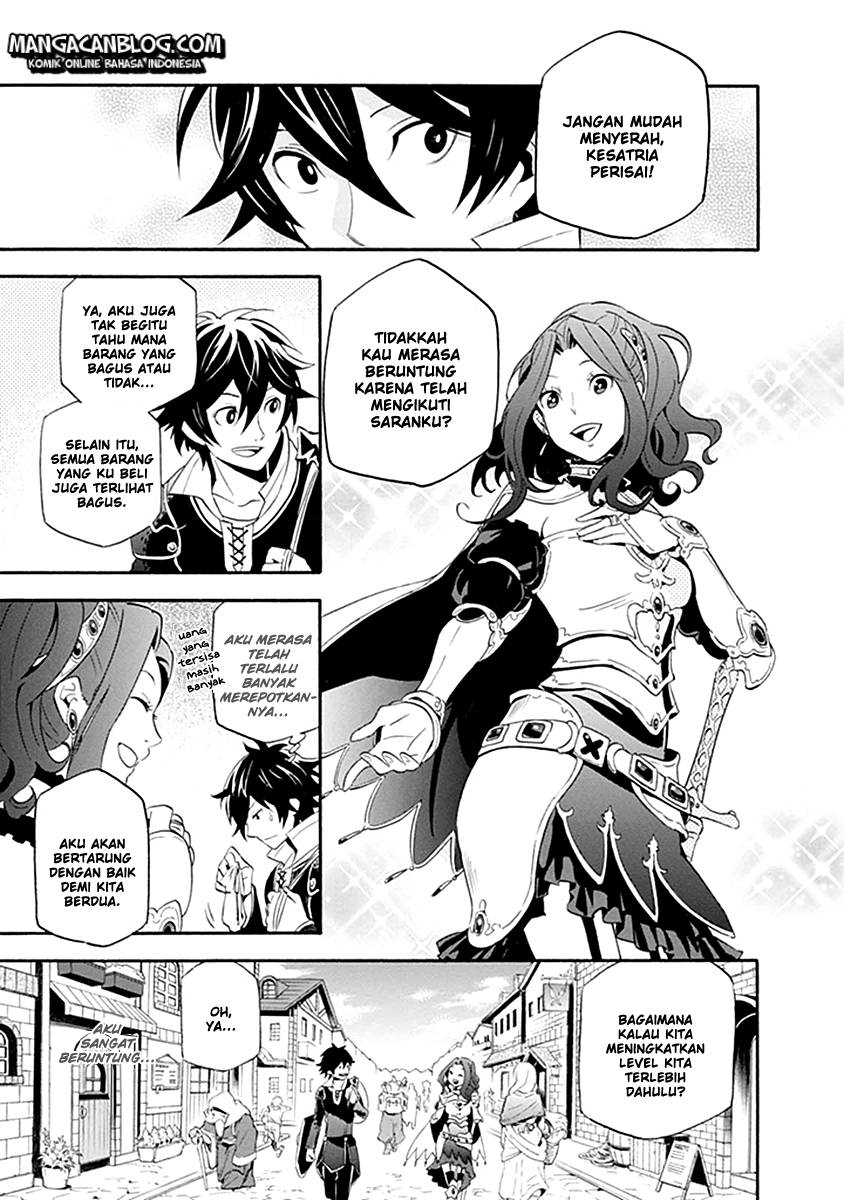 MANGACANBLOG.COM
KOMIK ONLINE BAHASA INDONESIA
JANGAN MUDAH
MENYERAH,
KESATRIA
PERISAI!
TIDAKKAH
KAU MERASA
BERUNTUNG
KARENA TELAH
MENGIKUTI
SARANKU?
YA, AKU JUGA
TAK BEGITU
TAHU MANA
BARANG YANG
BAGUS ATAU
TIDAK...
SELAIN ITU,
SEMUA BARANG
YANG KU BELI
JUGA TERLIHAT
BAGUS.
AKU MERASA
TELAH
TERLALU
BANYAK
MEREPOTKAN-
NYA...
uang
yang
tersisa
masih
banyak
AKU AKAN
BERTARUNG
DENGAN BAIK
DEMI KITA
BERDUA.
BAGAIMANA
KALAU KITA
MENINGKATKAN
LEVEL KITA
TERLEBIH
DAHULU?
OH,
YA...
AKU
SANGAT
BERUNTUNG...